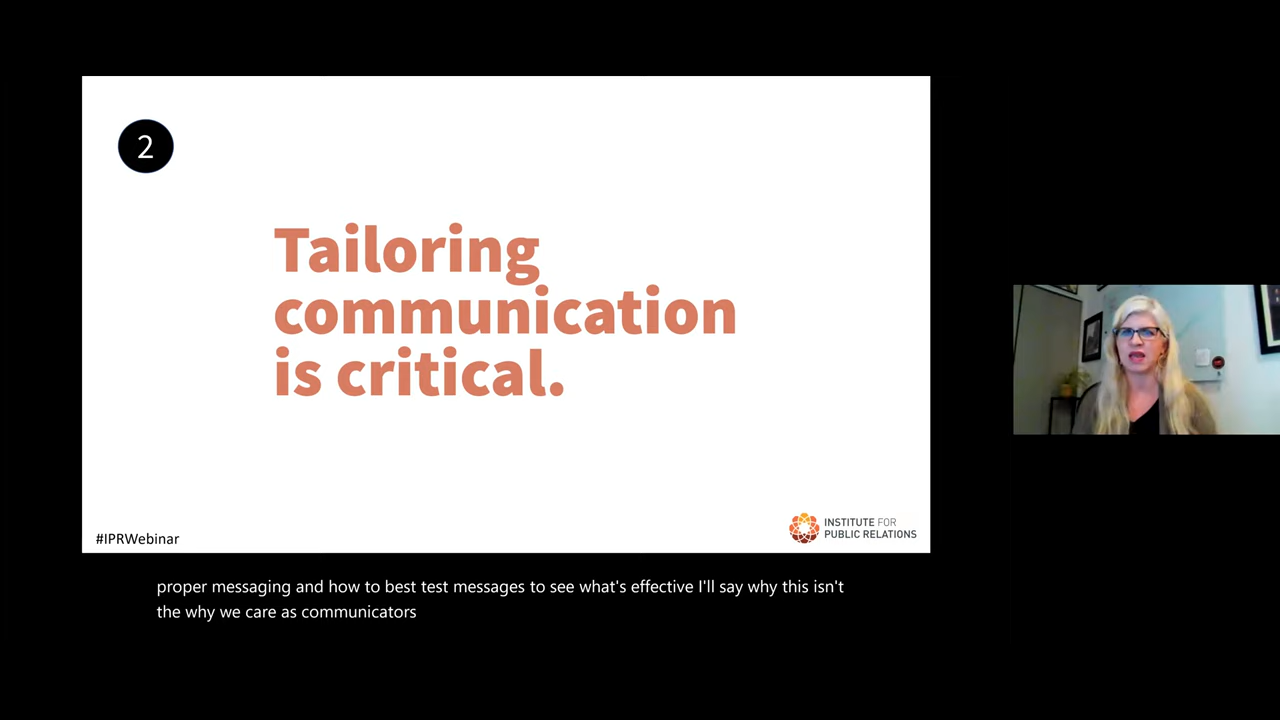 2
Tailoring
communication
is critical.
#IPRWebinar
INSTITUTE FOR
PUBLIC RELATIONS
proper messaging and how to best test messages to see what's effective I'll say why this isn't
the why we care as communicators